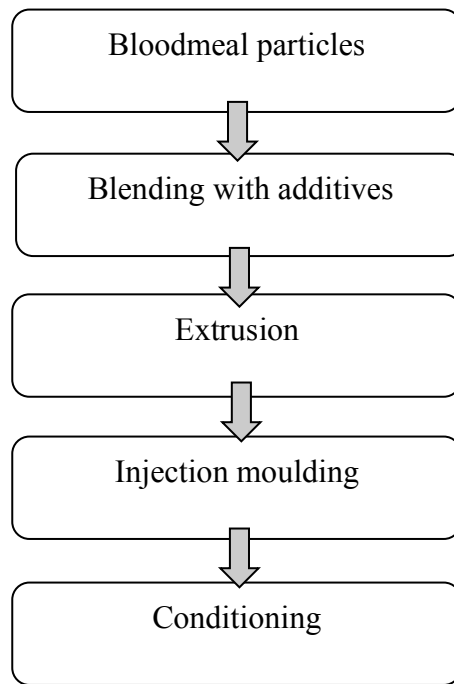 Bloodmeal particles
Blending with additives
Extrusion
Injection moulding
Conditioning